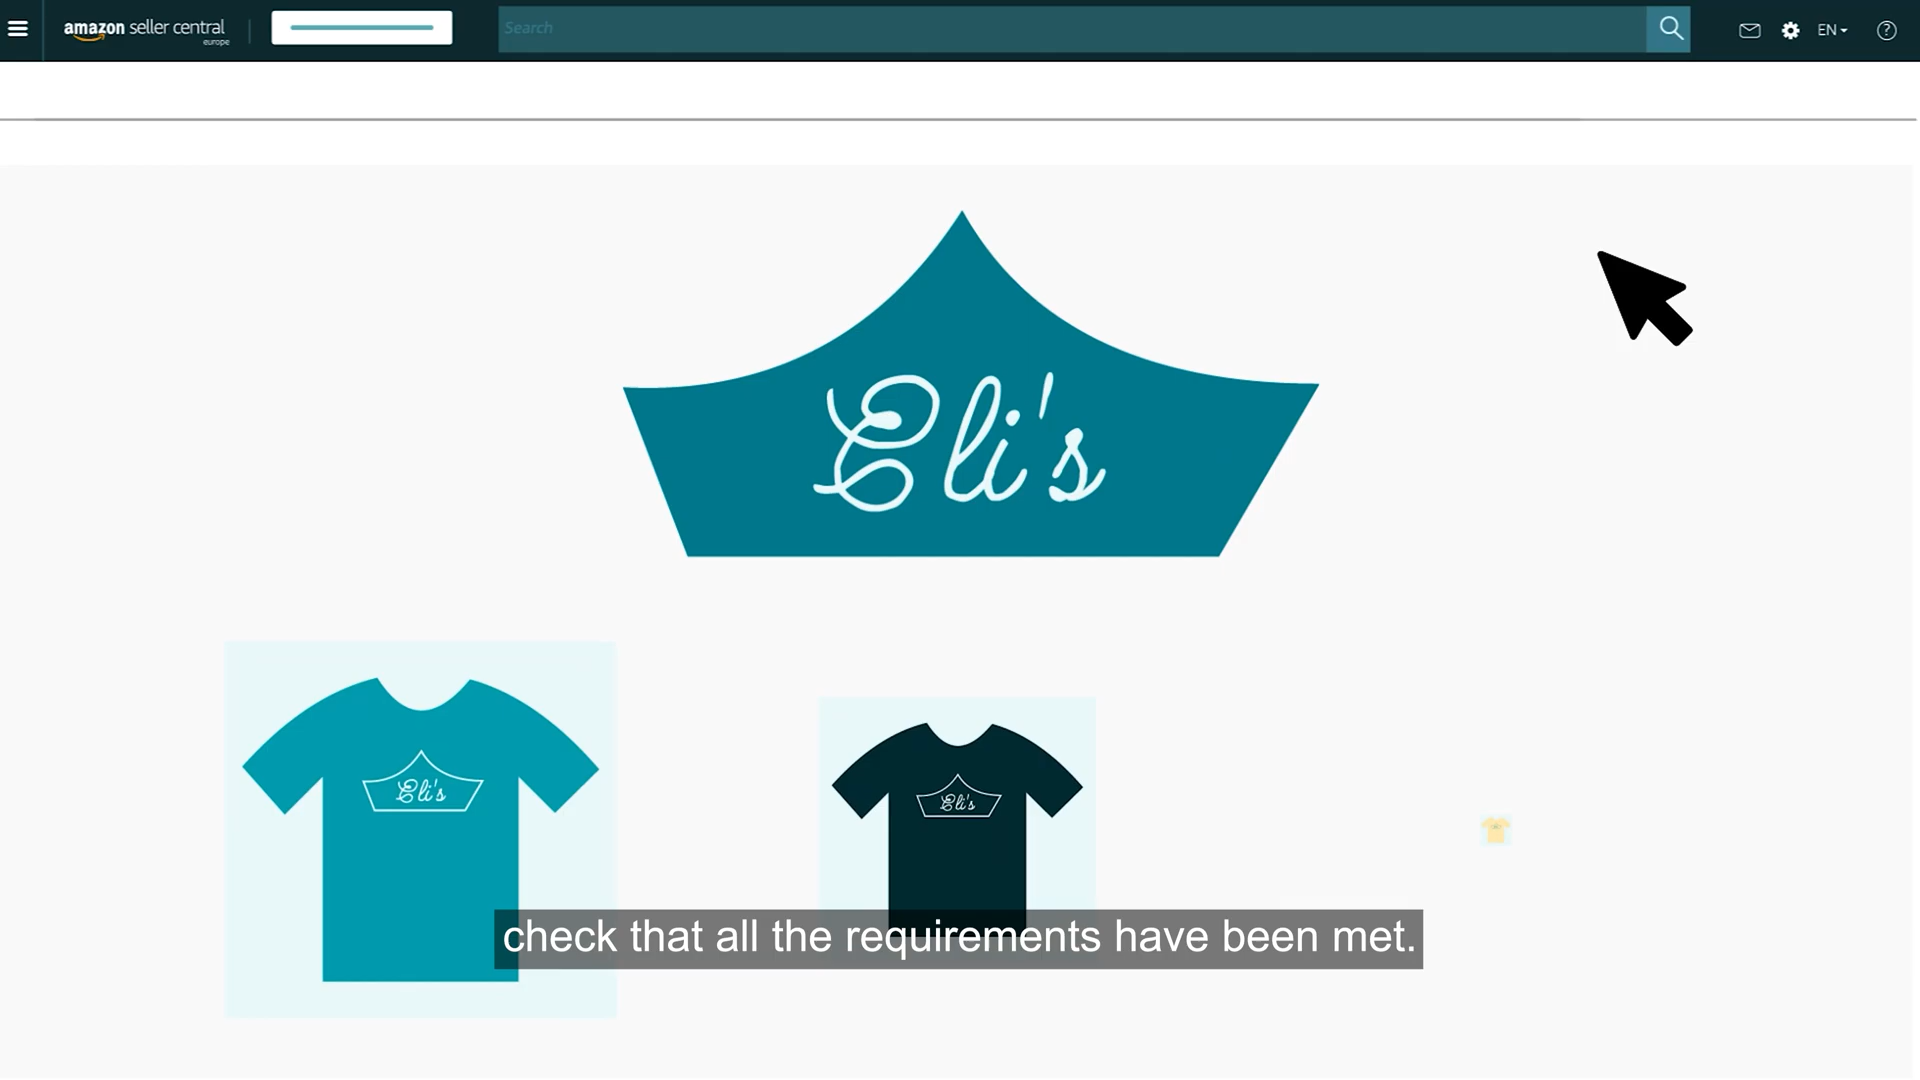 amazon seller central
europe
Search
EN
Eli's
Eli's
Eli's
check that all the requirements have been met.